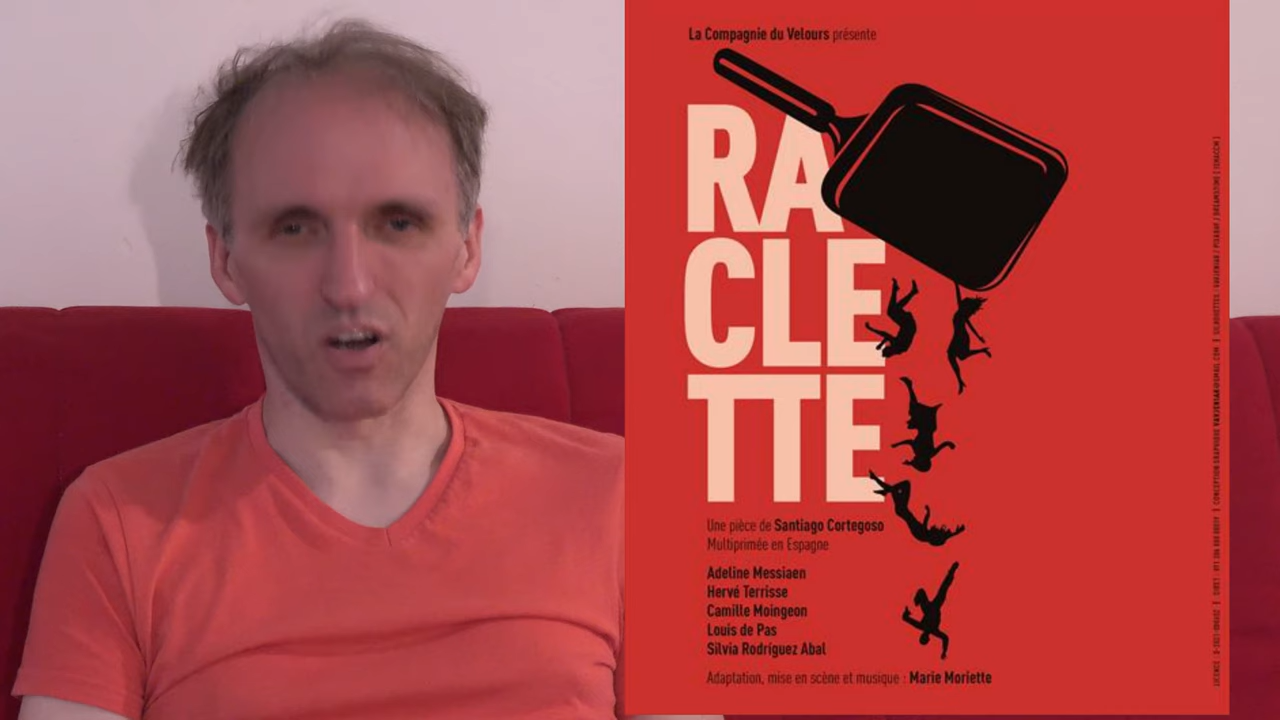 La Compagnie du Velours présente
RA
CLE
TTE
Une pièce de Santiago Cortegoso
Multiprimée en Espagne
Adeline Messiaen
Hervé Terrisse
Camille Moingeon
Louis de Pas
Silvia Rodríguez Abal
Adaptation, mise en scène et musique : Marie Moriette